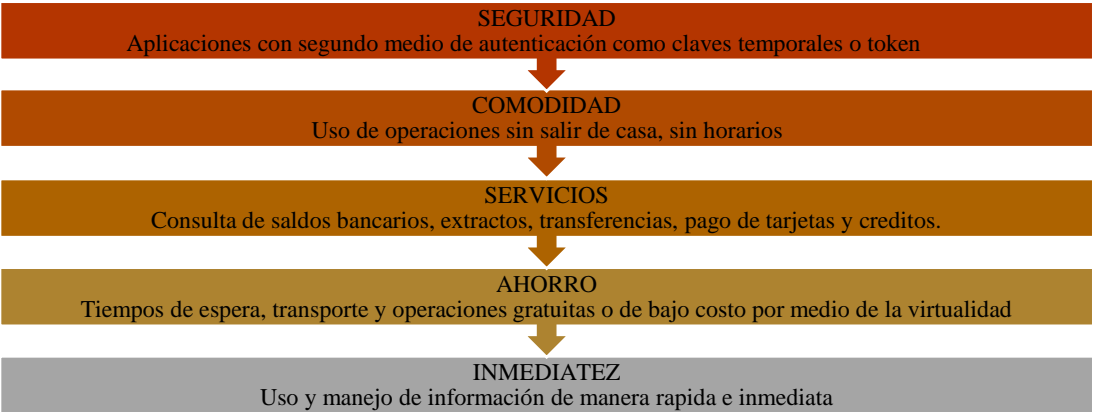 SEGURIDAD
Aplicaciones con segundo medio de autenticación como claves temporales o token
COMODIDAD
Uso de operaciones sin salir de casa, sin horarios
SERVICIOS
Consulta de saldos bancarios, extractos, transferencias, pago de tarjetas y creditos.
AHORRO
Tiempos de espera, transporte y operaciones gratuitas o de bajo costo por medio de la virtualidad
INMEDIATEZ
Uso y manejo de información de manera rapida e inmediata